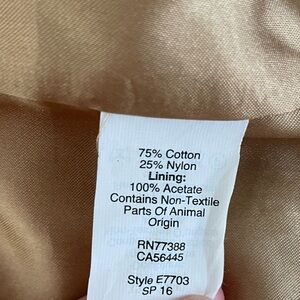 75% Cotton
25% Nylon
Lining:
100% Acetate
Contains Non-Textile
Parts Of Animal
Origin
RN77388
CA56445
Style E7703
SP 16